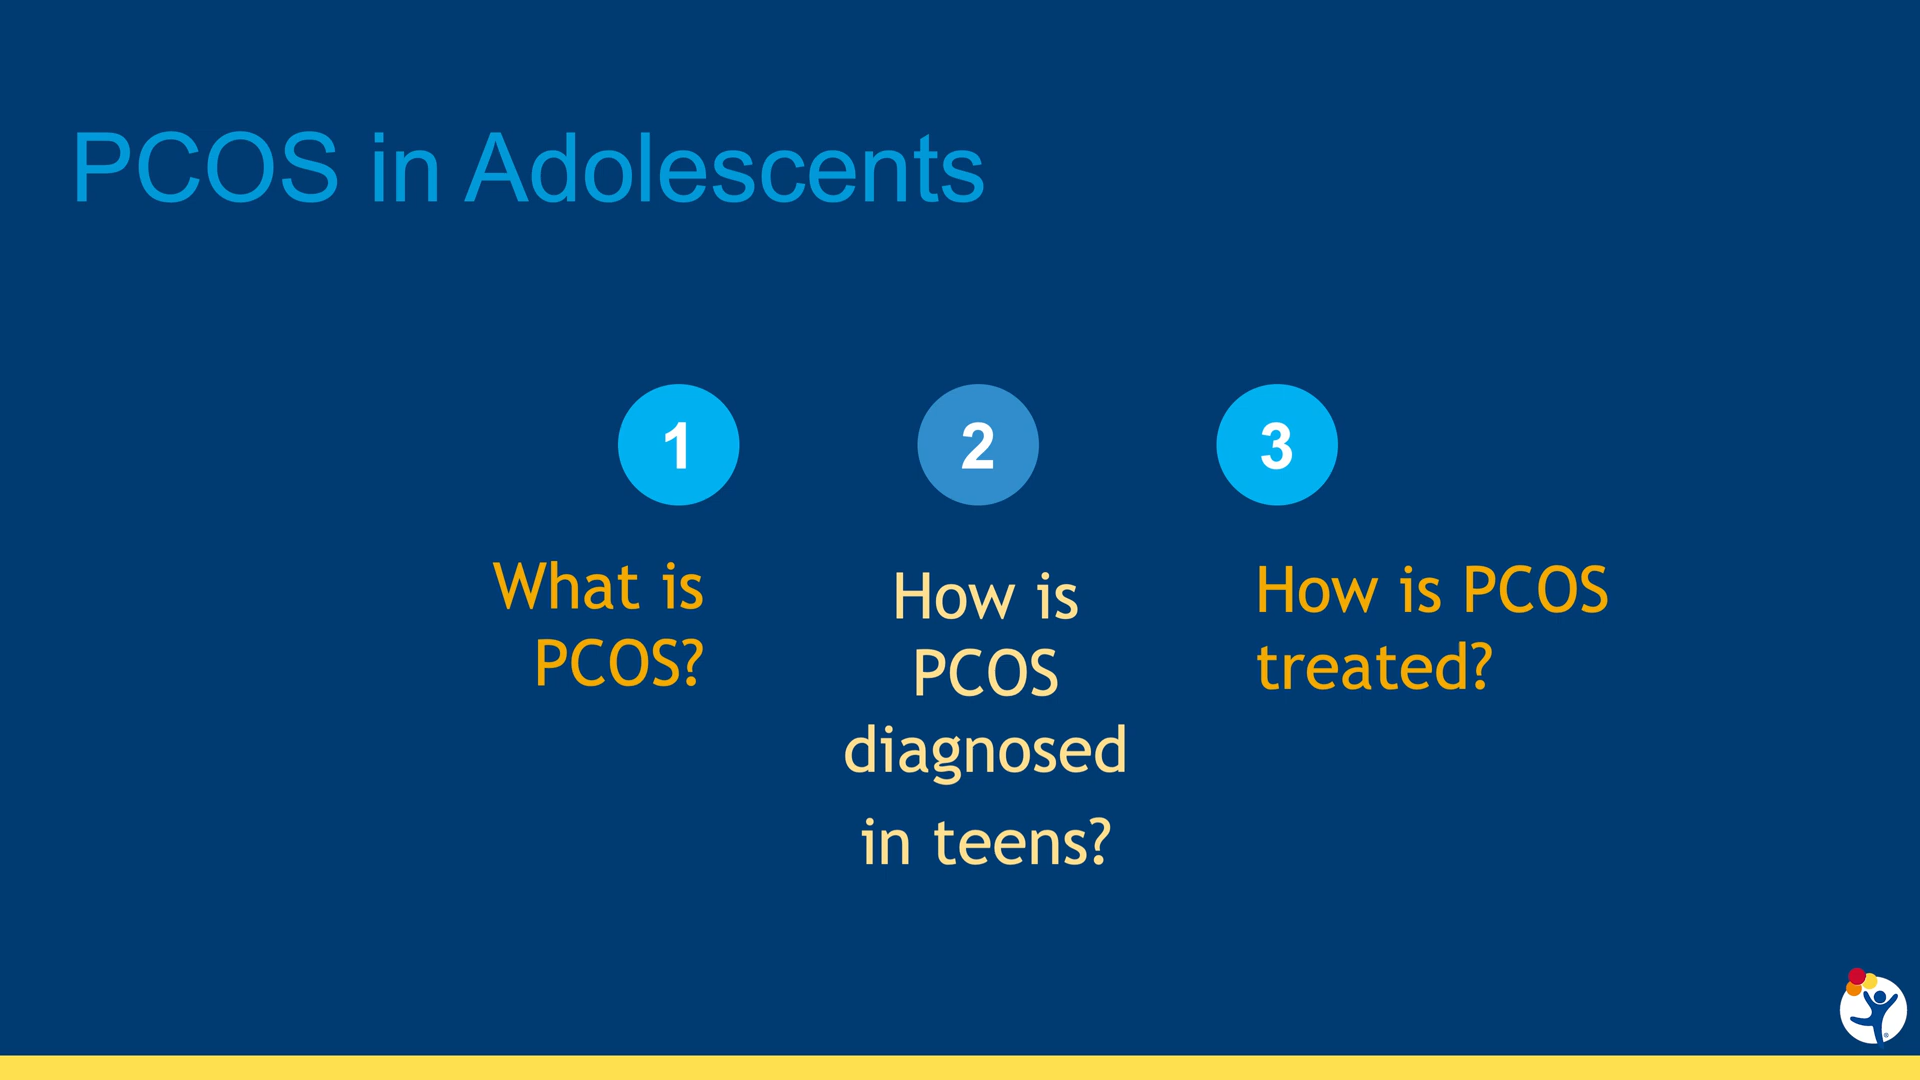 PCOS in Adolescents
1
2
3
What is
PCOS?
How is
PCOS
diagnosed
in teens?
How is PCOS
treated?